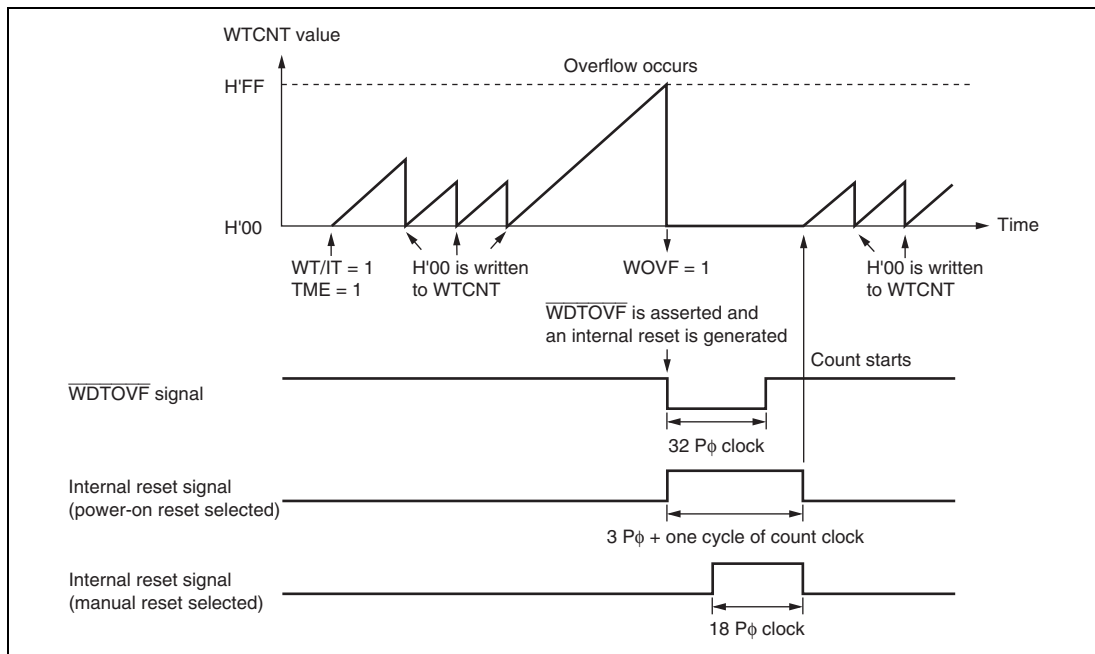 WTCNT value
H'FF
Overflow occurs
H'00
Time
WT/IT = 1
TME = 1
H'00 is written
to WTCNT
WOVF = 1
H'00 is written
to WTCNT
WDTOVF is asserted and
an internal reset is generated
Count starts
WDTOVF signal
32 Pϕ clock
Internal reset signal
(power-on reset selected)
3 Pϕ + one cycle of count clock
Internal reset signal
(manual reset selected)
18 Pϕ clock